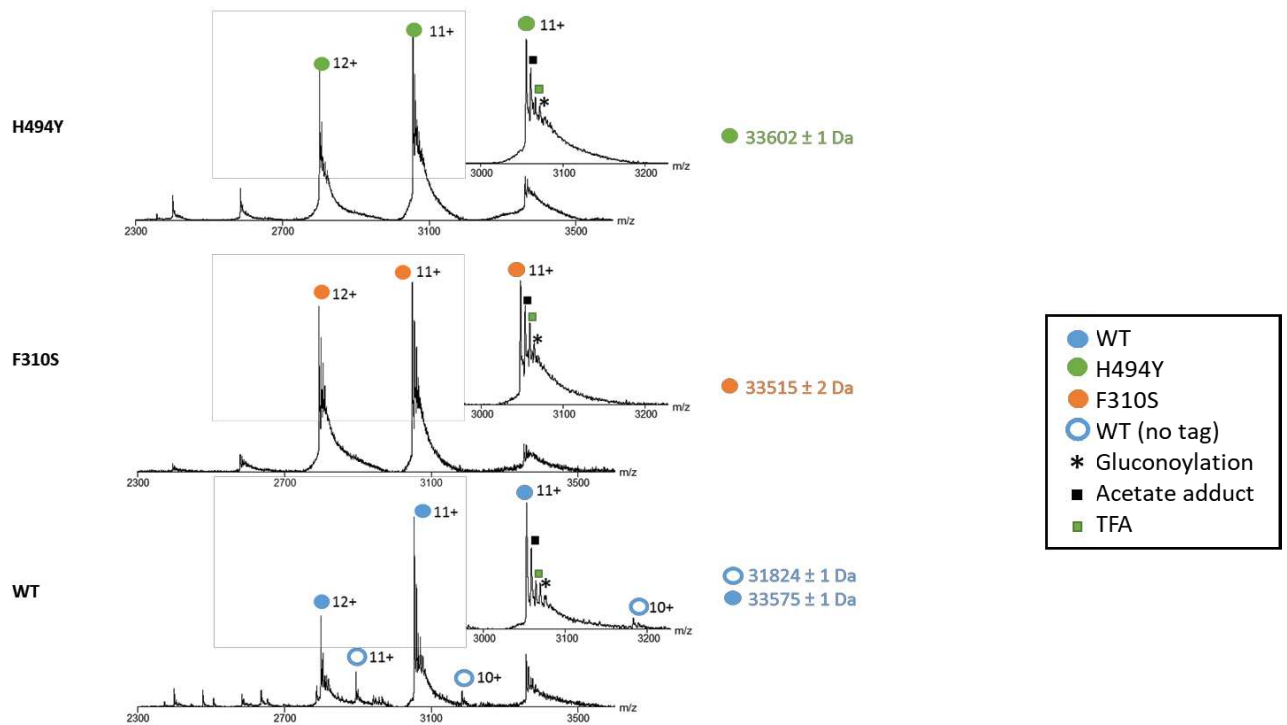 H494Y
12+
11+
11+
*
3000
3100
3200
m/z
33602 ± 1 Da
2300
2700
3100
3500
m/z
F310S
12+
11+
11+
*
3000
3100
3200
m/z
33515 ± 2 Da
2300
2700
3100
3500
m/z
WT
12+
11+
11+
10+
11+
*
10+
3000
3100
3200
m/z
31824 ± 1 Da
33575 ± 1 Da
2300
2700
3100
3500
m/z
WT
H494Y
F310S
WT (no tag)
* Gluconoylation
Acetate adduct
TFA